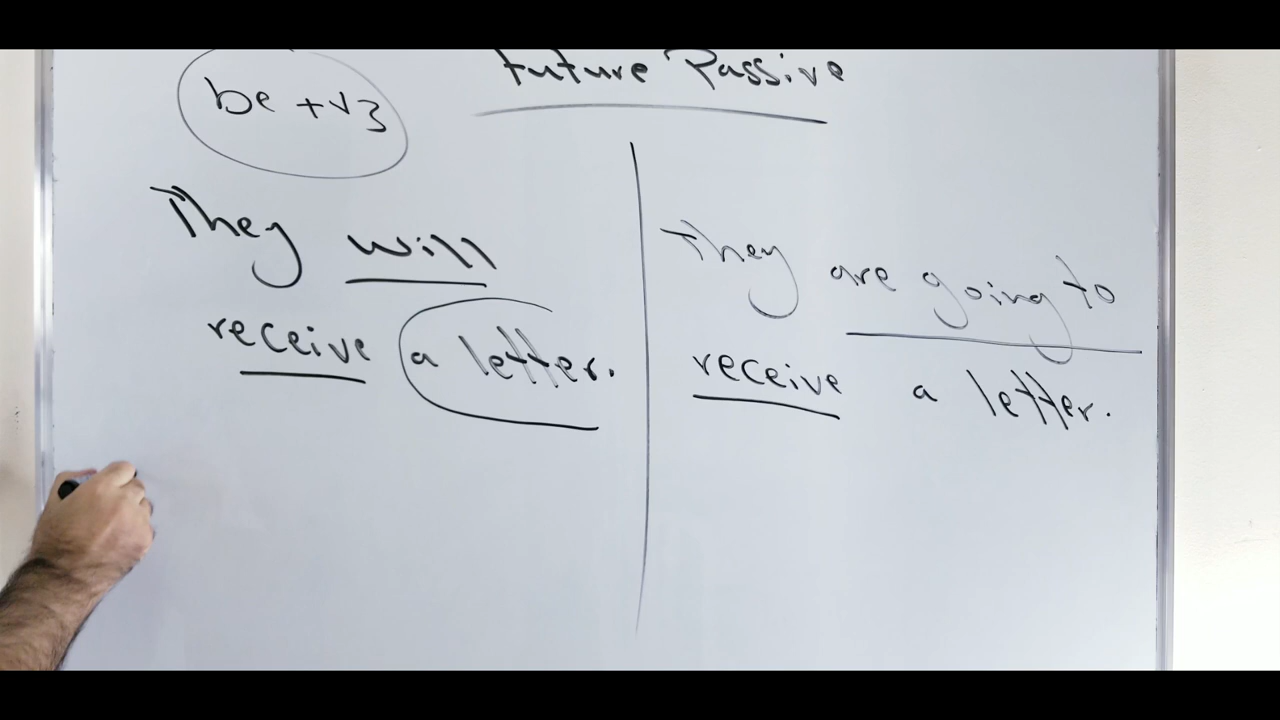 Future Passive
be + v3
They will
receive a letter.
They are going to
receive a letter.